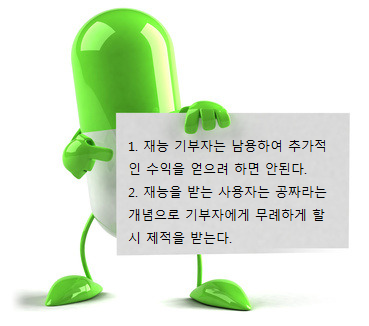 1. 재능 기부자는 남용하여 추가적
인 수익을 얻으려 하면 안된다.
2. 재능을 받는 사용자는 공짜라는
개념으로 기부자에게 무례하게 할
시 제적을 받는다.